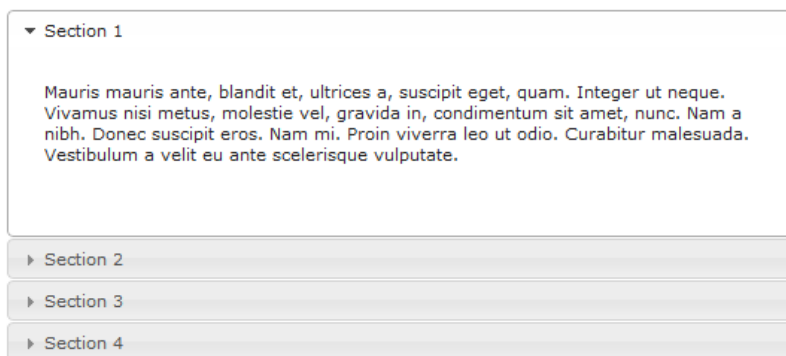 Section 1
Mauris mauris ante, blandit et, ultrices a, suscipit eget, quam. Integer ut neque.
Vivamus nisi metus, molestie vel, gravida in, condimentum sit amet, nunc. Nam a
nibh. Donec suscipit eros. Nam mi. Proin viverra leo ut odio. Curabitur malesuada.
Vestibulum a velit eu ante scelerisque vulputate.
Section 2
Section 3
Section 4